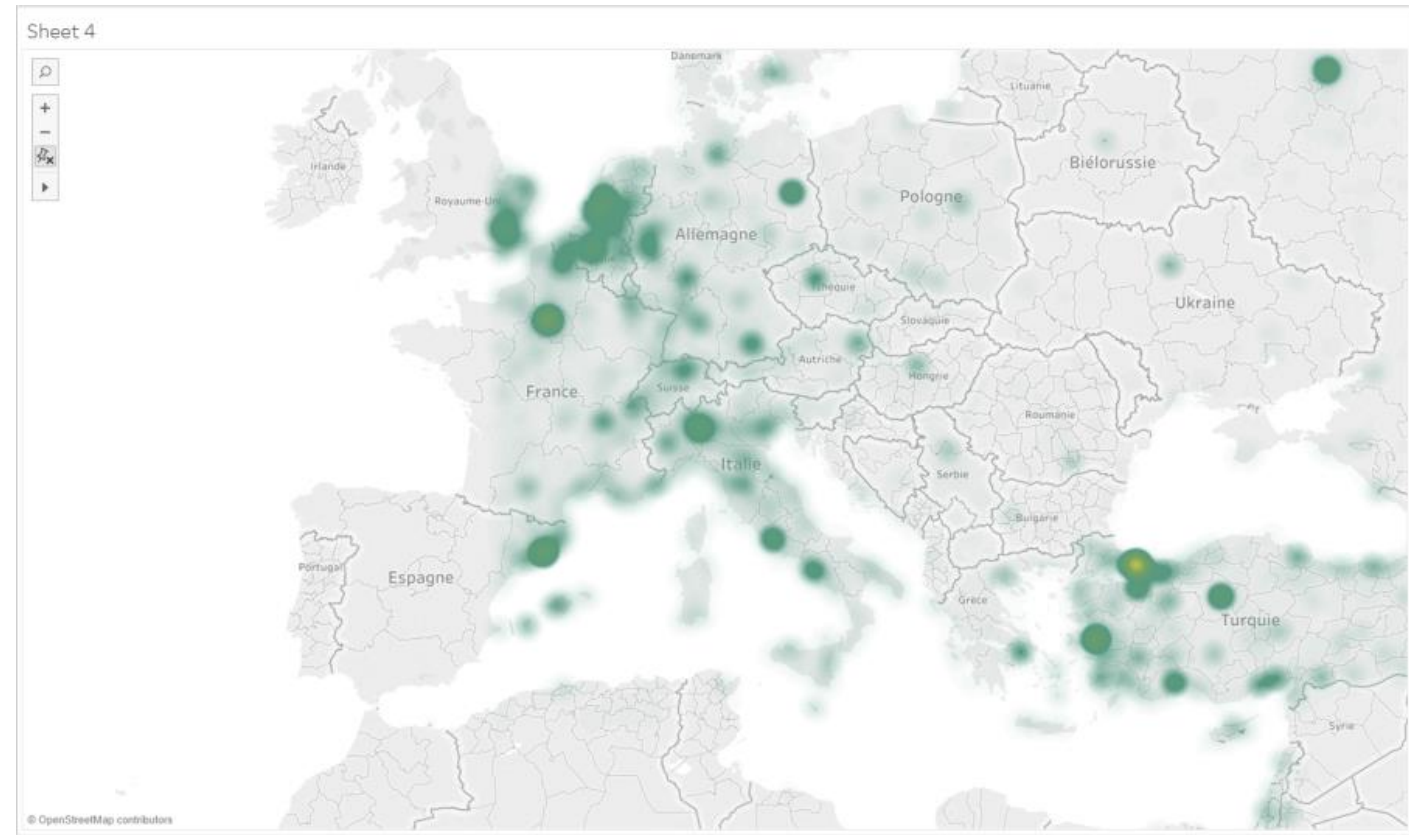 Sheet 4
Danemark
Lituanie
Irlande
Biélorussie
Royaume-Un
Pologne
Allemagne
Tchéquie
Ukraine
Slovaquie
Autriche
Hongrie
France
Suisse
Roumanie
Italie
Serbie
Bulgarie
Portugal
Espagne
Grèce
Turquie
Syrie
© OpenStreetMap contributors